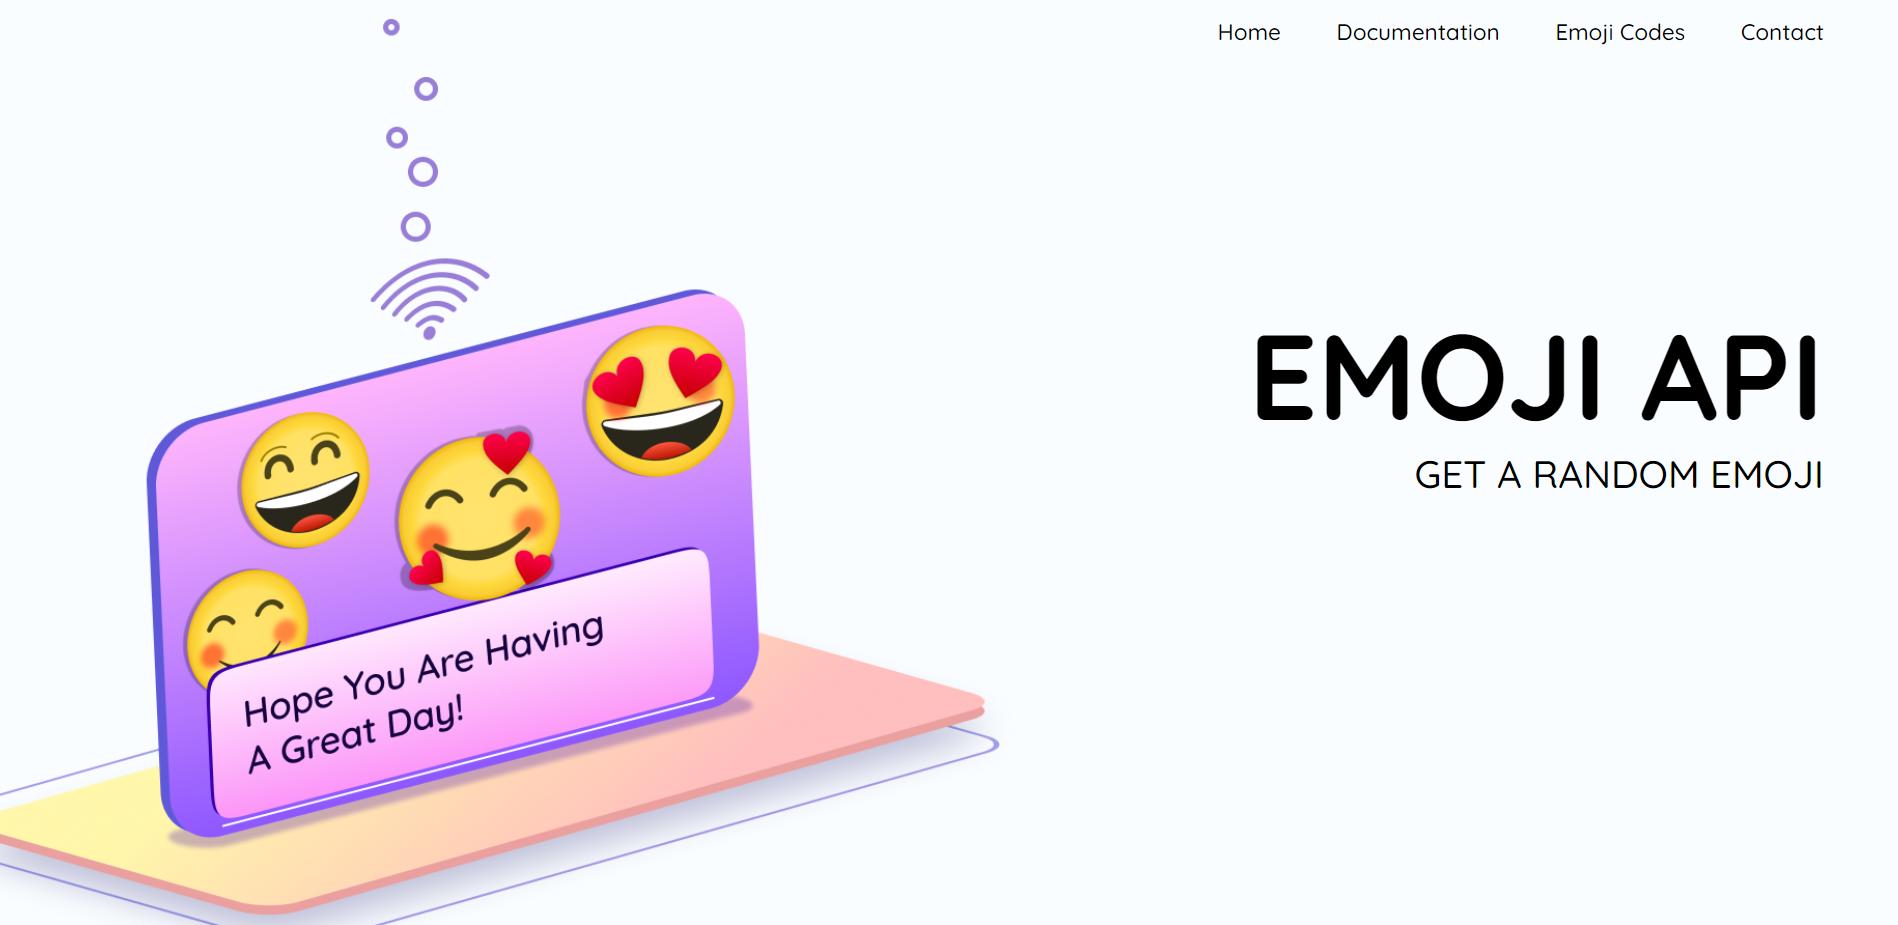 Home
Documentation
Emoji Codes
Contact
EMOJI API
GET A RANDOM EMOJI
Hope You Are Having
A Great Day!